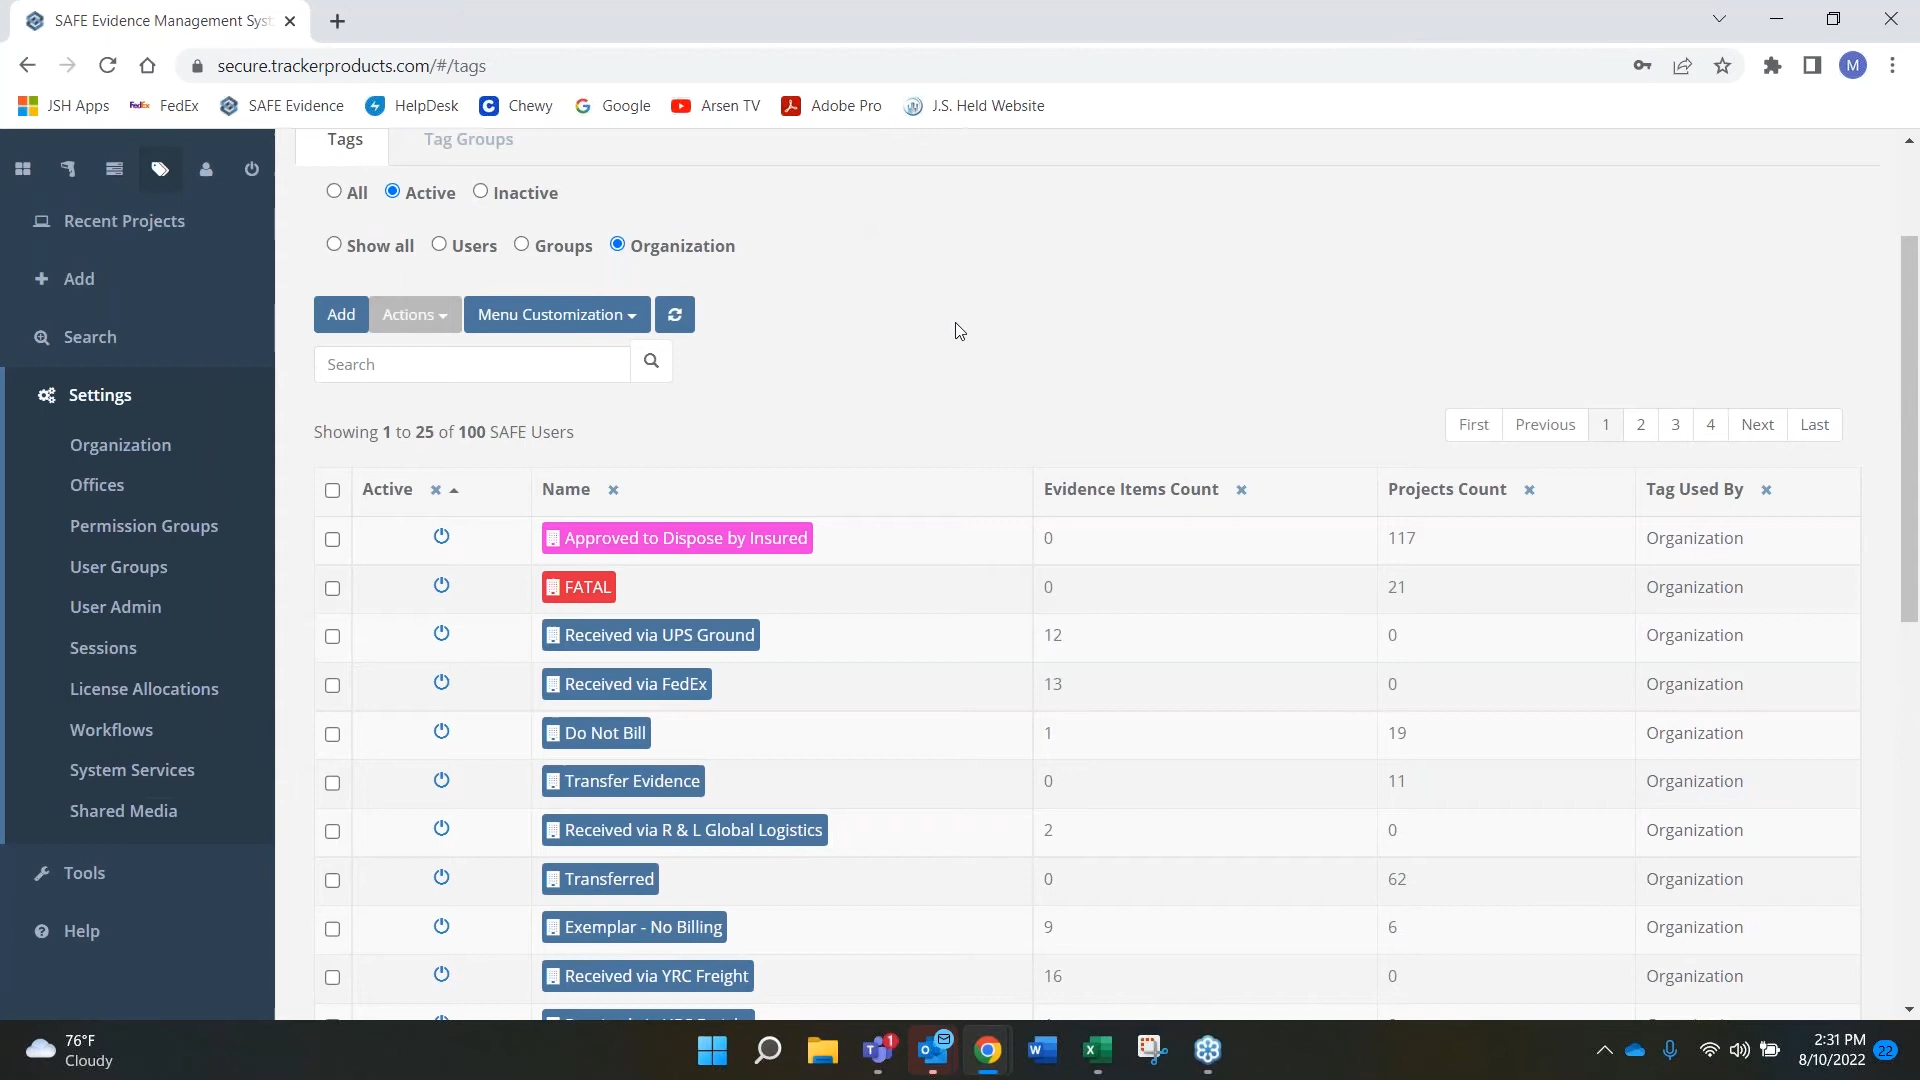 SAFE Evidence Management Syst
secure.trackerproducts.com/#/tags
M
JSH Apps FedEx SAFE Evidence HelpDesk Chewy Google Arsen TV Adobe Pro J.S. Held Website
Tags Tag Groups
All Active Inactive
Recent Projects
Show all Users Groups Organization
Add
Add Actions Menu Customization
Search
Search
Settings
Showing 1 to 25 of 100 SAFE Users
First Previous 1 2 3 4 Next Last
Organization
Offices
Permission Groups
User Groups
User Admin
Sessions
License Allocations
Workflows
System Services
Shared Media
Tools
Help
Active Name Evidence Items Count Projects Count Tag Used By
Approved to Dispose by Insured 0 117 Organization
FATAL 0 21 Organization
Received via UPS Ground 12 0 Organization
Received via FedEx 13 0 Organization
Do Not Bill 1 19 Organization
Transfer Evidence 0 11 Organization
Received via R & L Global Logistics 2 0 Organization
Transferred 0 62 Organization
Exemplar - No Billing 9 6 Organization
Received via YRC Freight 16 0 Organization
76°F
Cloudy
1
2:31 PM
8/10/2022
22